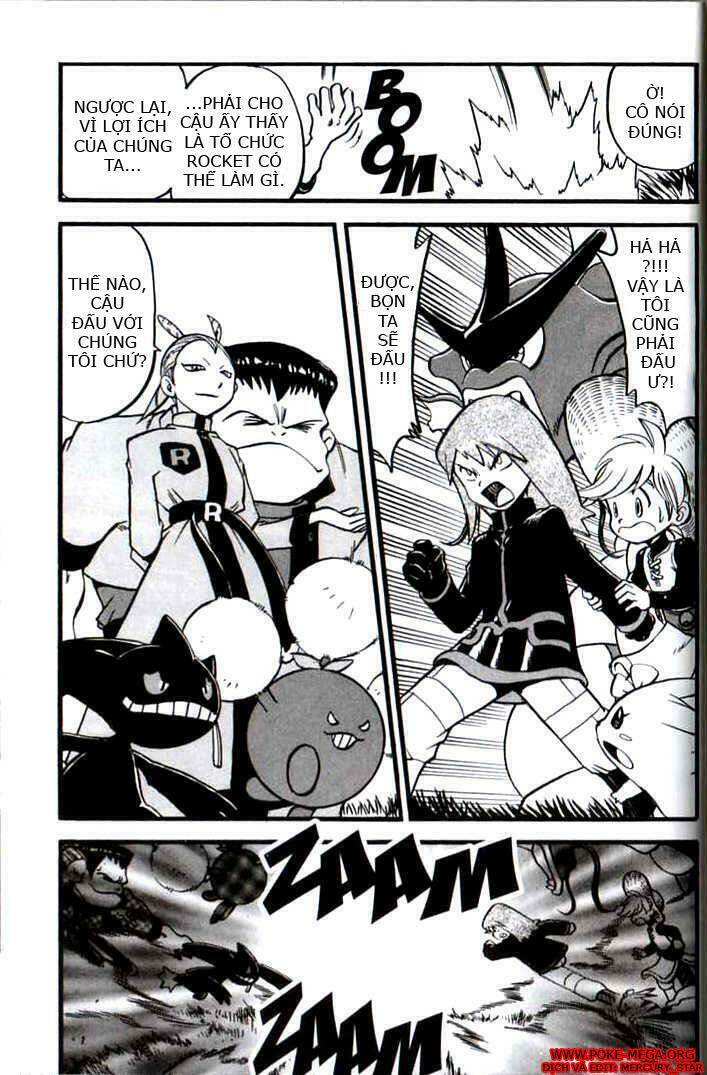 Ờ!
CÔ NÓI
ĐÚNG!
BOOM
...PHẢI CHO
CẬU ẤY THẤY
LÀ TỔ CHỨC
ROCKET CÓ
THỂ LÀM GÌ.
NGƯỢC LẠI,
VÌ LỢI ÍCH
CỦA CHÚNG
TA...
HẢ HẢ
?!!!
VẬY LÀ
TÔI
CŨNG
PHẢI
ĐẤU
Ư?!
ĐƯỢC,
BỌN
TA
SẼ
ĐẤU
!!!
THẾ NÀO,
CẬU
ĐẤU VỚI
CHÚNG
TÔI CHỨ?
R
R
ZAAM
ZAAM
WWW.POKE-MEGA.ORG
DỊCH VÀ EDIT: MERCURY_STAR